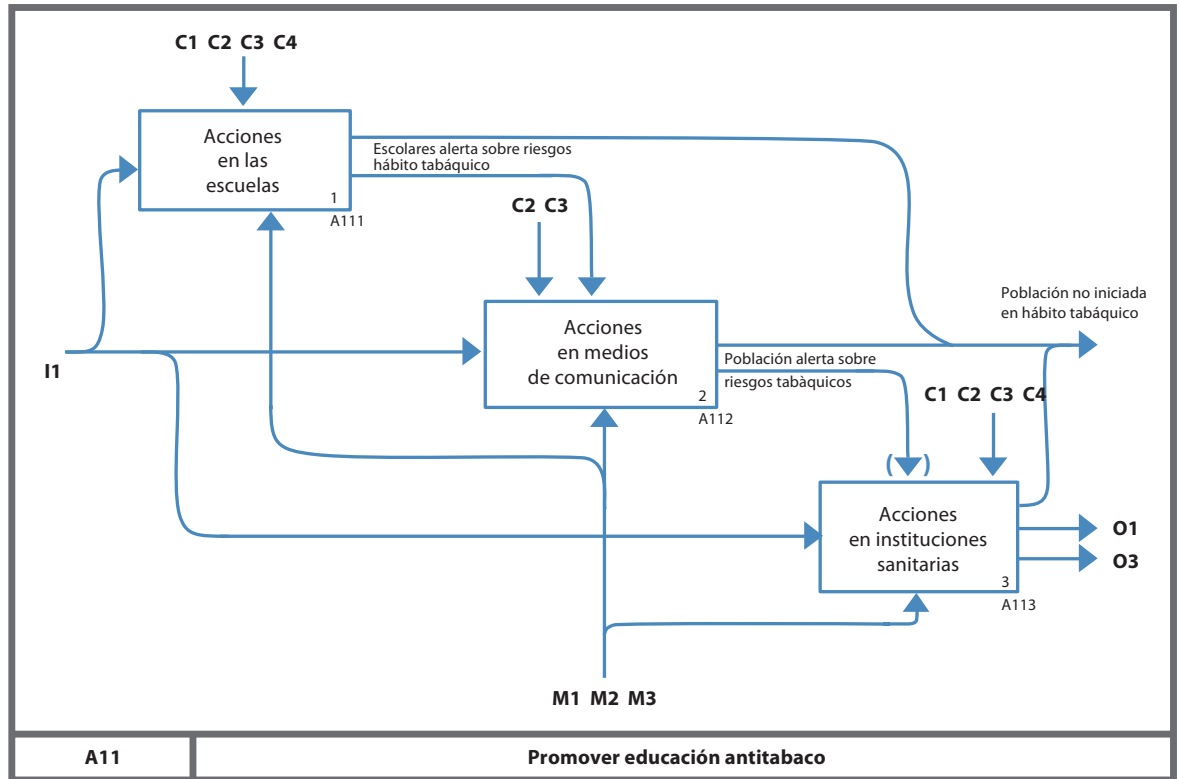 C1 C2 C3 C4
Acciones
en las
escuelas
1
A111
Escolares alerta sobre riesgos
hábito tabáquico
C2 C3
Acciones
en medios
de comunicación
2
A112
I1
Población no iniciada
en hábito tabáquico
Población alerta sobre
riesgos tabàquicos
C1 C2 C3 C4
( )
Acciones
en instituciones
sanitarias
3
A113
O1
O3
M1 M2 M3
A11
Promover educación antitabaco